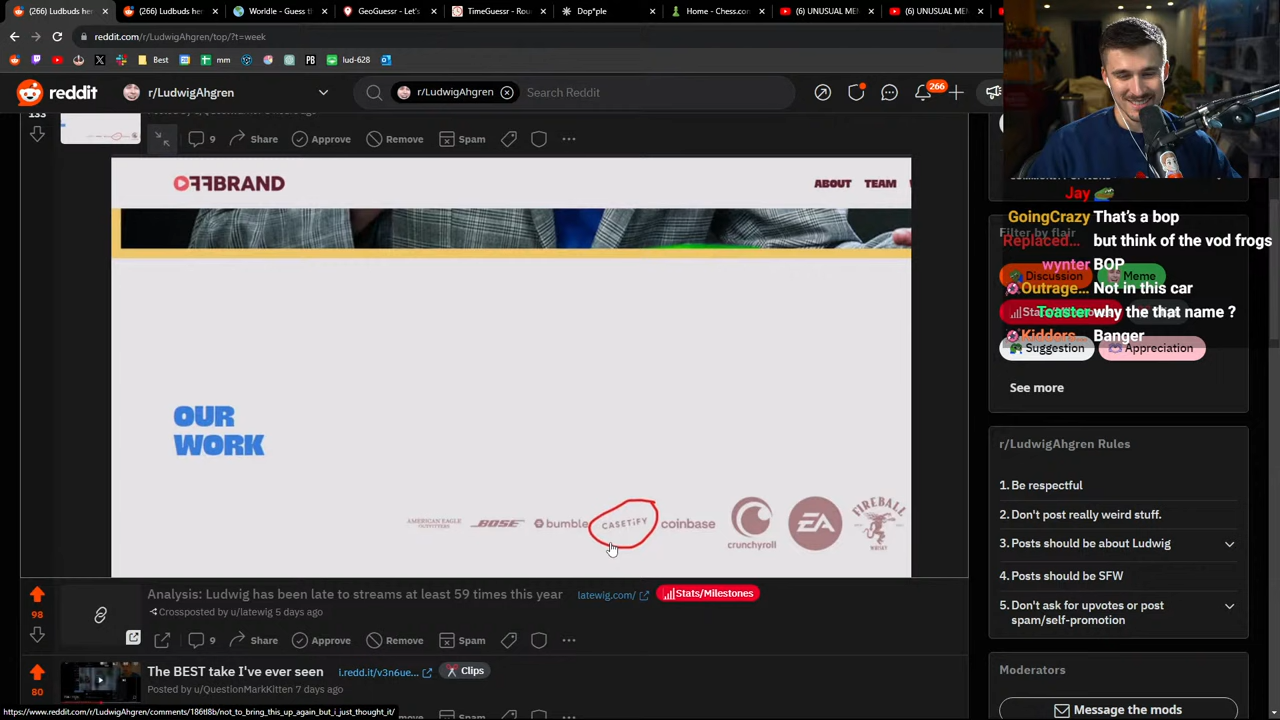 (266) Ludbuds he
(266) Ludbuds he
Worldle - Guess th
GeoGuessr - Let's
TimeGuessr - Rou
Dop*ple
Home - Chess.co
(6) UNUSUAL ME
(6) UNUSUAL ME
reddit.com/r/LudwigAhgren/top/?t=week
Best
mm
PB
lud-628
reddit
r/LudwigAhgren
r/LudwigAhgren
Search Reddit
266
133
9 Share Approve Remove Spam
OFFBRAND
ABOUT TEAM
OUR
WORK
AMERICAN EAGLE
OUTFITTERS
BOSE
bumble
CASETiFY
coinbase
crunchyroll
EA
FIREBALL
WHISKY
98
Analysis: Ludwig has been late to streams at least 59 times this year latewig.com/ Stats/Milestones
Crossposted by u/latewig 5 days ago
9 Share Approve Remove Spam
80
The BEST take I've ever seen i.redd.it/v3n6ue... Clips
Posted by u/QuestionMarkKitten 7 days ago
https://www.reddit.com/r/LudwigAhgren/comments/186tl8b/not_to_bring_this_up_again_but_i_just_thought_it/
Jay
GoingCrazy That's a bop
Replaced... but think of the vod frogs
wynter BOP
Outrage... Not in this car
Toaster why the that name ?
Kidders... Banger
Filter by flair
Discussion
Meme
Suggestion
Appreciation
See more
r/LudwigAhgren Rules
1. Be respectful
2. Don't post really weird stuff.
3. Posts should be about Ludwig
4. Posts should be SFW
5. Don't ask for upvotes or post
spam/self-promotion
Moderators
Message the mods